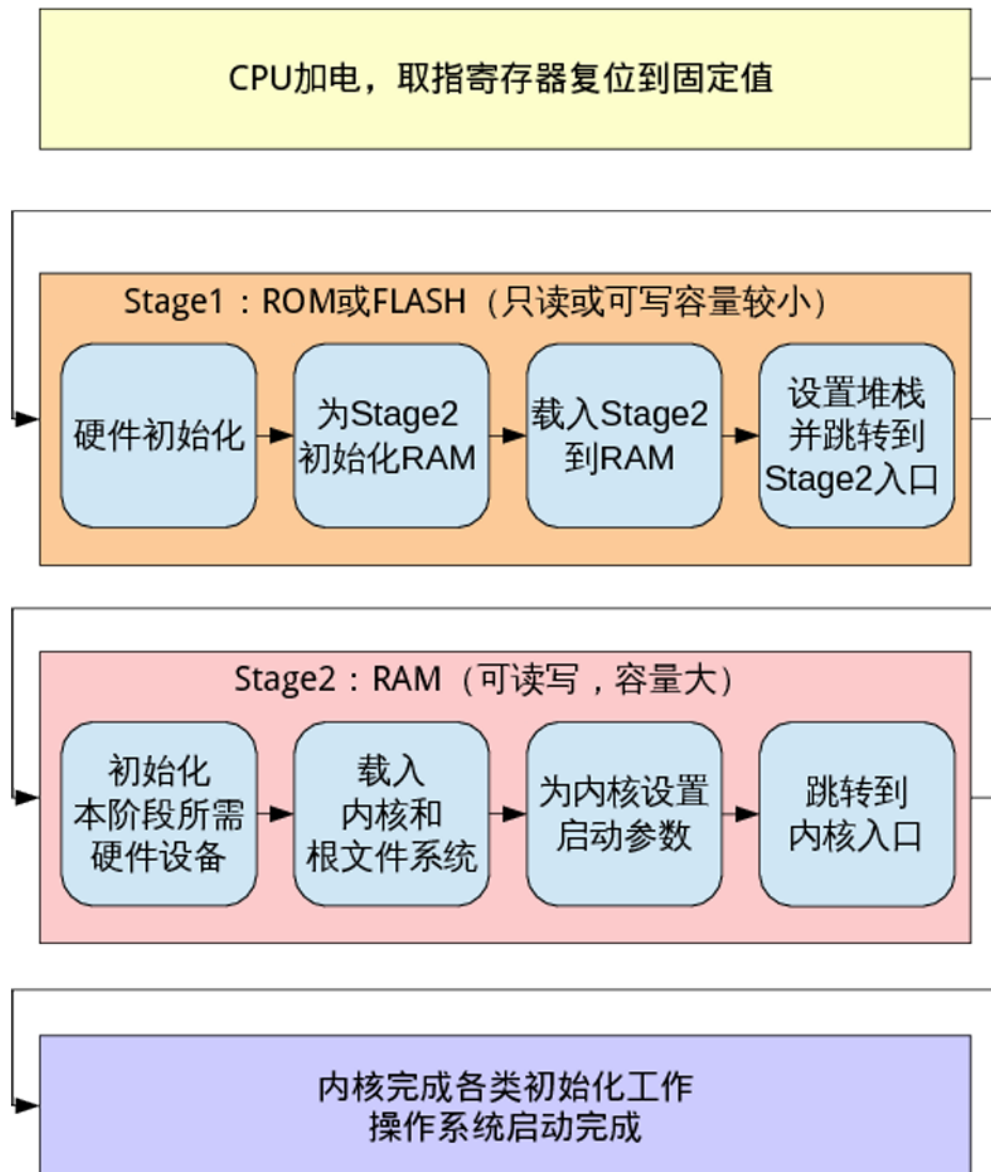 CPU加电，取指寄存器复位到固定值
Stage1：ROM或FLASH（只读或可写容量较小）
硬件初始化
为Stage2
初始化RAM
载入Stage2
到RAM
设置堆栈
并跳转到
Stage2入口
Stage2：RAM（可读写，容量大）
初始化
本阶段所需
硬件设备
载入
内核和
根文件系统
为内核设置
启动参数
跳转到
内核入口
内核完成各类初始化工作
操作系统启动完成